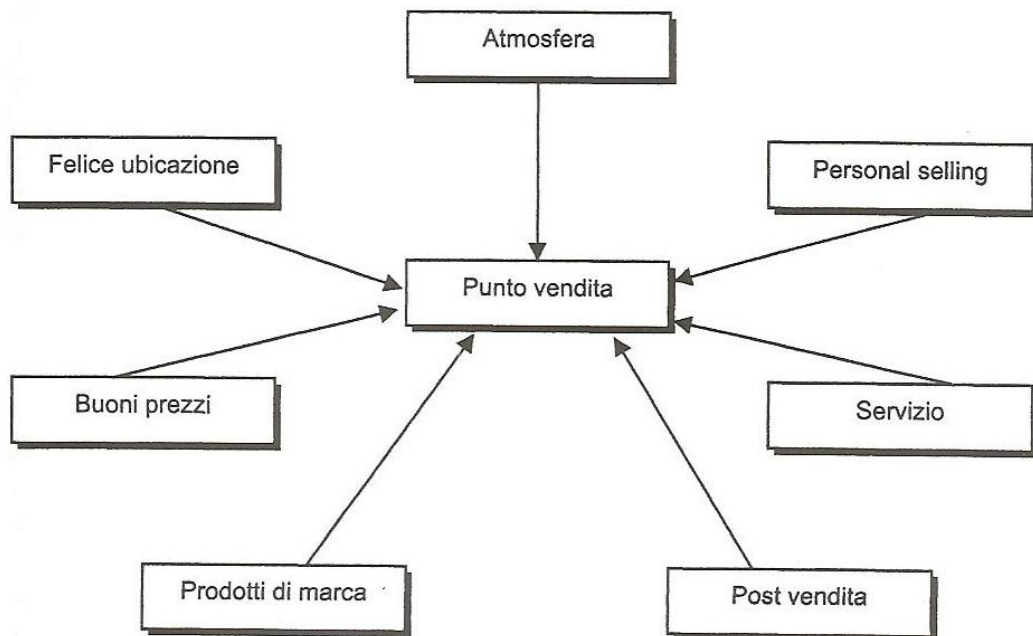 Atmosfera
Felice ubicazione
Personal selling
Punto vendita
Buoni prezzi
Servizio
Prodotti di marca
Post vendita